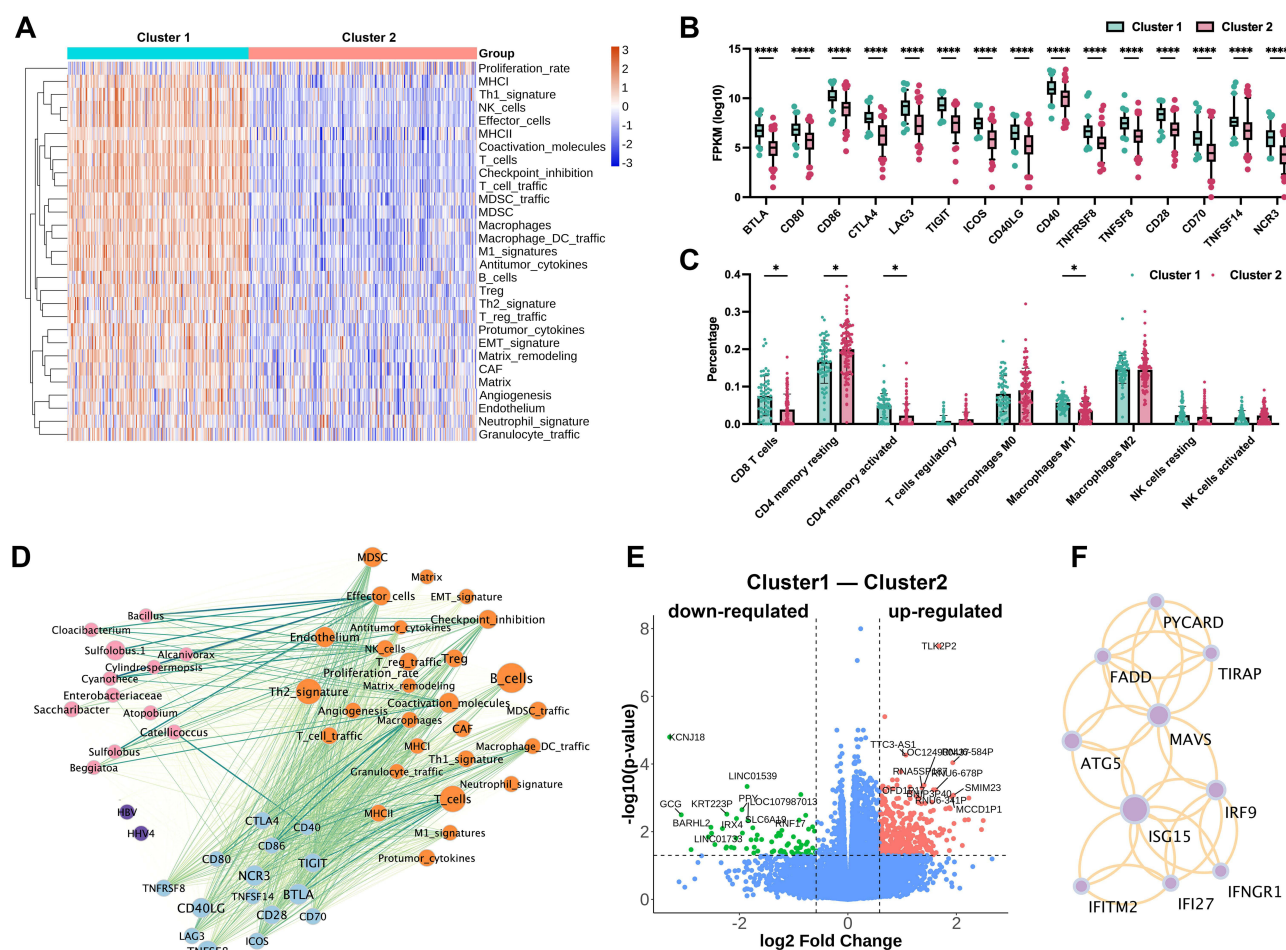 A
Cluster 1
Cluster 2
Group
Proliferation_rate
MHCI
Th1_signature
NK_cells
Effector_cells
MHCII
Coactivation_molecules
T_cells
Checkpoint_inhibition
T_cell_traffic
MDSC_traffic
MDSC
Macrophages
Macrophage_DC_traffic
M1_signatures
Antitumor_cytokines
B_cells
Treg
Th2_signature
T_reg_traffic
Protumor_cytokines
EMT_signature
Matrix_remodeling
CAF
Matrix
Angiogenesis
Endothelium
Neutrophil_signature
Granulocyte_traffic
3
2
1
0
-1
-2
-3
B
Cluster 1
Cluster 2
**** **** **** **** **** **** **** **** **** **** **** **** **** **** ****
FPKM (log10)
15
10
5
0
BTLA
CD80
CD86
CTLA4
LAG3
TIGIT
ICOS
CD40LG
CD40
TNFRSF8
TNFSF8
CD28
CD70
TNFSF14
NCR3
C
Cluster 1
Cluster 2
* * * *
Percentage
0.4
0.3
0.2
0.1
0.0
CD8 T cells
CD4 memory resting
CD4 memory activated
T cells regulatory
Macrophages M0
Macrophages M1
Macrophages M2
NK cells resting
NK cells activated
D
MDSC
Matrix
Effector_cells
EMT_signature
Bacillus
Checkpoint_inhibition
Cloacibacterium
Antitumor_cytokines
Endothelium
Sulfolobus.1
Alcanivorax
NK_cells
Cylindrospermopsis
T_reg_traffic
Treg
Cyanothece
Proliferation_rate
B_cells
Enterobacteriaceae
Th2_signature
Matrix_remodeling
Saccharibacter
Atopobium
Angiogenesis
Coactivation_molecules
MDSC_traffic
Catellicoccus
Macrophages
T_cell_traffic
CAF
Sulfolobus
MHCI
Macrophage_DC_traffic
Beggiatoa
Th1_signature
Granulocyte_traffic
Neutrophil_signature
HBV
T_cells
HHV4
CTLA4
CD40
MHCII
CD86
M1_signatures
CD80
TIGIT
NCR3
Protumor_cytokines
TNFRSF8
TNFSF14
BTLA
CD40LG
CD28
CD70
LAG3
ICOS
TNFSF8
E
Cluster1 — Cluster2
down-regulated
up-regulated
-log10(p-value)
8
6
4
2
0
TLK2P2
KCNJ18
TTC3-AS1
LINC01539
RNU6-678P
SMIM23
GCG
KRT223P
PPY
LOC107987013
RNU6-341P
MCCD1P1
BARHL2
IRX4
SLC6A19
RNF17
LINC01733
-2
0
2
log2 Fold Change
F
PYCARD
FADD
TIRAP
MAVS
ATG5
IRF9
ISG15
IFNGR1
IFITM2
IFI27